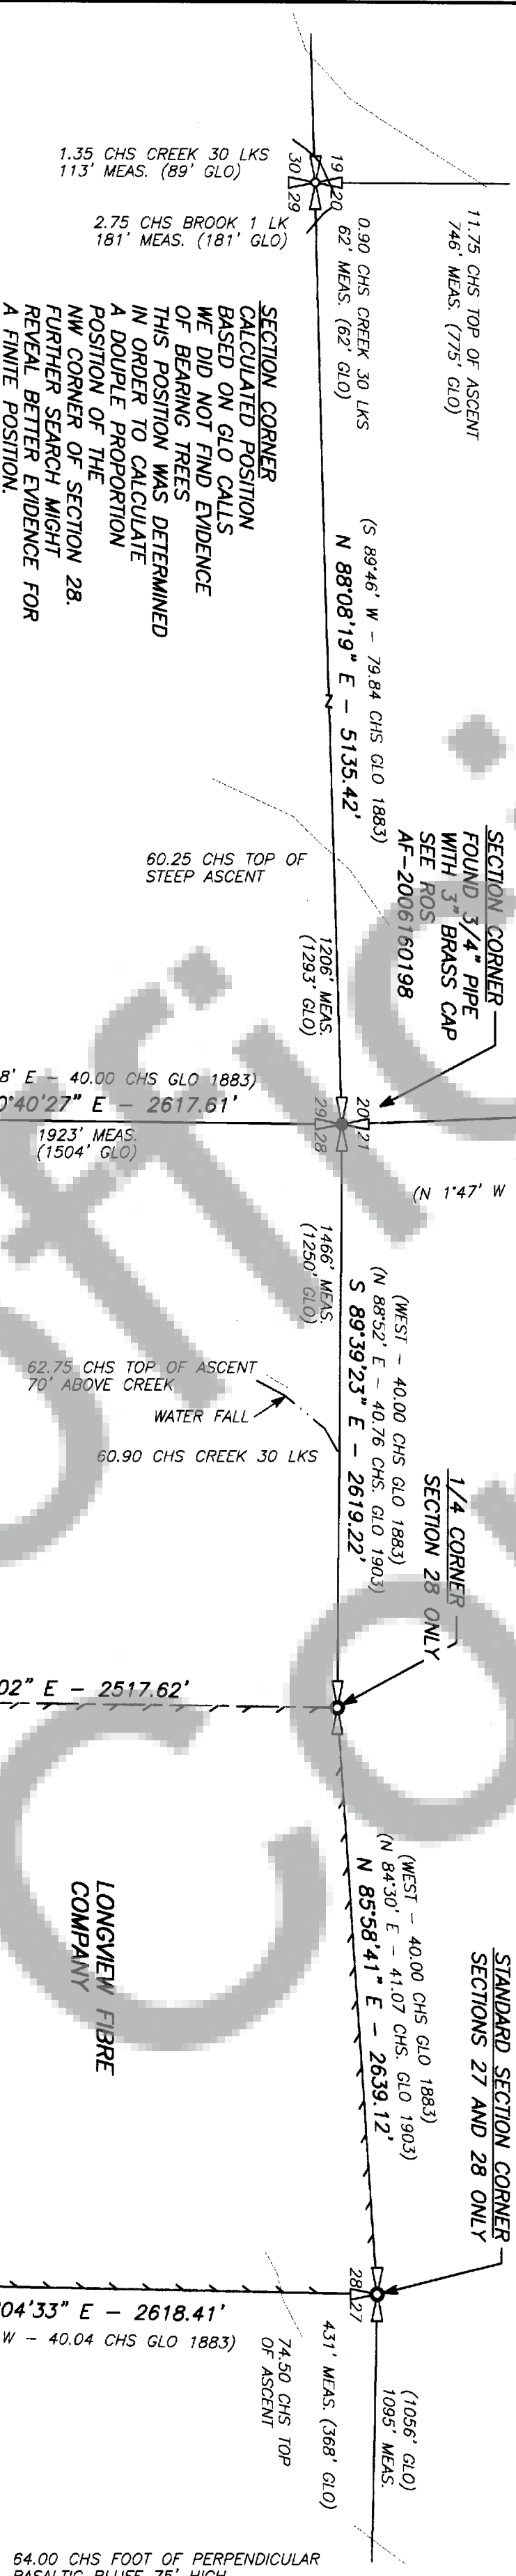 1.35 CHS CREEK 30 LKS
113' MEAS. (89' GLO)
19
20
30
29
2.75 CHS BROOK 1 LK
181' MEAS. (181' GLO)
0.90 CHS CREEK 30 LKS
62' MEAS. (62' GLO)
11.75 CHS TOP OF ASCENT
746' MEAS. (775' GLO)
SECTION CORNER
CALCULATED POSITION
BASED ON GLO CALLS
WE DID NOT FIND EVIDENCE
OF BEARING TREES
THIS POSITION WAS DETERMINED
IN ORDER TO CALCULATE
A DOUPLE PROPORTION
POSITION OF THE
NW CORNER OF SECTION 28.
FURTHER SEARCH MIGHT
REVEAL BETTER EVIDENCE FOR
A FINITE POSITION.
(S 89°46' W - 79.84 CHS GLO 1883)
N 88°08'19" E - 5135.42'
Z
60.25 CHS TOP OF
STEEP ASCENT
SECTION CORNER
FOUND 3/4" PIPE
WITH 3" BRASS CAP
SEE ROS
AF-2006160198
1206' MEAS.
(1293' GLO)
8' E - 40.00 CHS GLO 1883)
0°40'27" E - 2617.61'
1923' MEAS.
(1504' GLO)
20
21
29
28
(N 1°47' W
1466' MEAS.
(1250' GLO)
(WEST - 40.00 CHS GLO 1883)
(N 88°52' E - 40.76 CHS. GLO 1903)
S 89°39'23" E - 2619.22'
62.75 CHS TOP OF ASCENT
70' ABOVE CREEK
WATER FALL
60.90 CHS CREEK 30 LKS
1/4 CORNER
SECTION 28 ONLY
02" E - 2517.62'
(WEST - 40.00 CHS GLO 1883)
(N 84°30' E - 41.07 CHS. GLO 1903)
N 85°58'41" E - 2639.12'
LONGVIEW FIBRE
COMPANY
STANDARD SECTION CORNER
SECTIONS 27 AND 28 ONLY
28
27
04'33" E - 2618.41'
W - 40.04 CHS GLO 1883)
74.50 CHS TOP
OF ASCENT
431' MEAS. (368' GLO)
(1056' GLO)
1095' MEAS.
64.00 CHS FOOT OF PERPENDICULAR
BASALTIC BLUFF 75' HIGH